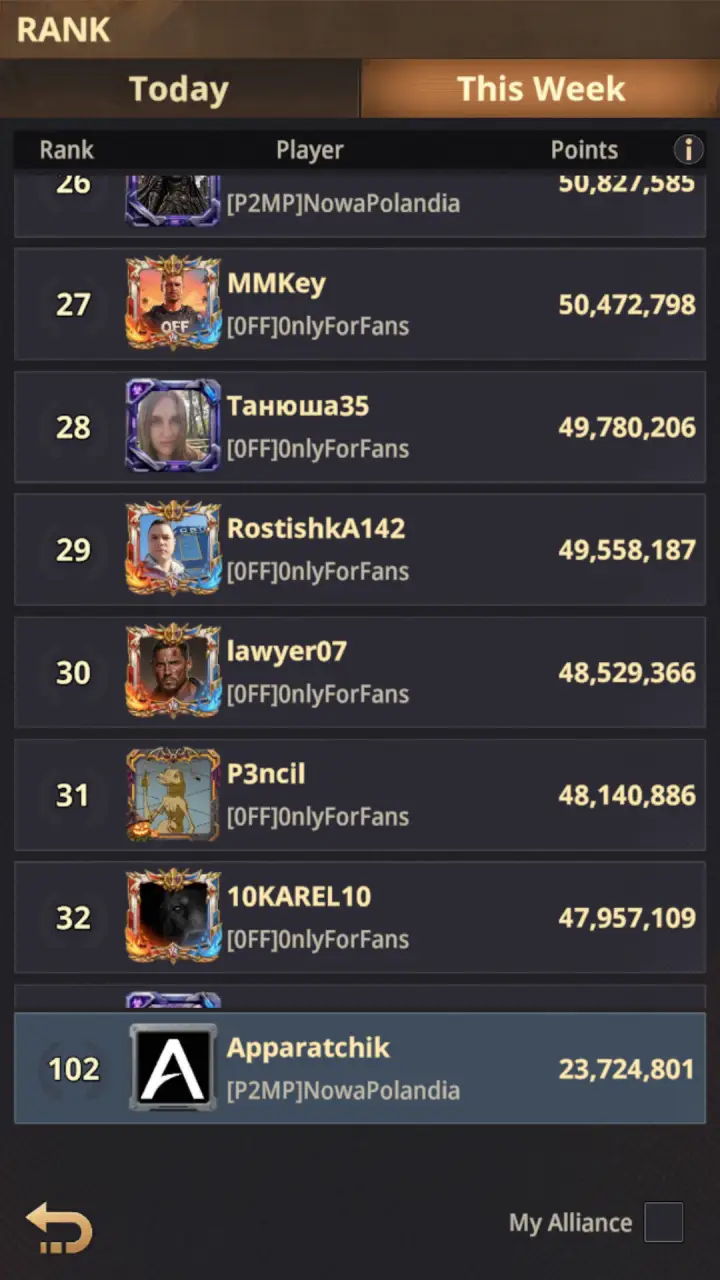 RANK
Today
This Week
Rank
Player
Points
i
26
[P2MP]NowaPolandia
50,827,585
27
MMKey
[0FF]0nlyForFans
50,472,798
OFF
28
Танюша35
[0FF]0nlyForFans
49,780,206
29
RostishkA142
[0FF]0nlyForFans
49,558,187
30
lawyer07
[0FF]0nlyForFans
48,529,366
31
P3ncil
[0FF]0nlyForFans
48,140,886
32
10KAREL10
[0FF]0nlyForFans
47,957,109
102
A
Apparatchik
[P2MP]NowaPolandia
23,724,801
My Alliance